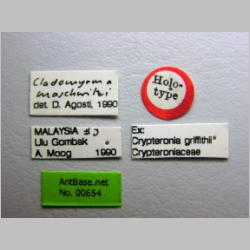 Cladomyrma
maschwitzi
det. D. Agosti, 1990
Holo-
type
MALAYSIA #3
Ulu Gombak
A. Moog 1990
Ex:
Crypteronia griffithii
Crypteroniaceae
AntBase.net
No. 00654